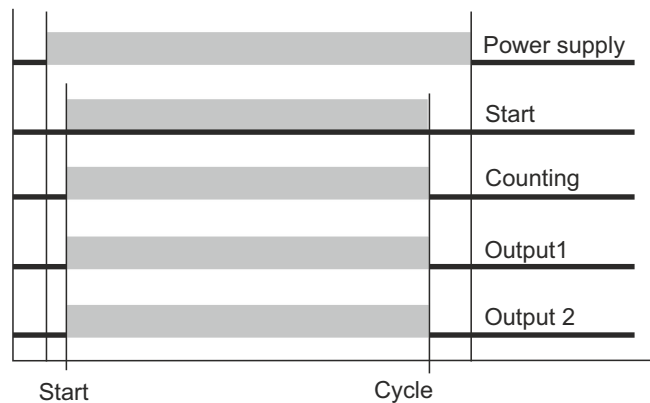 Power supply
Start
Counting
Output1
Output 2
Start
Cycle